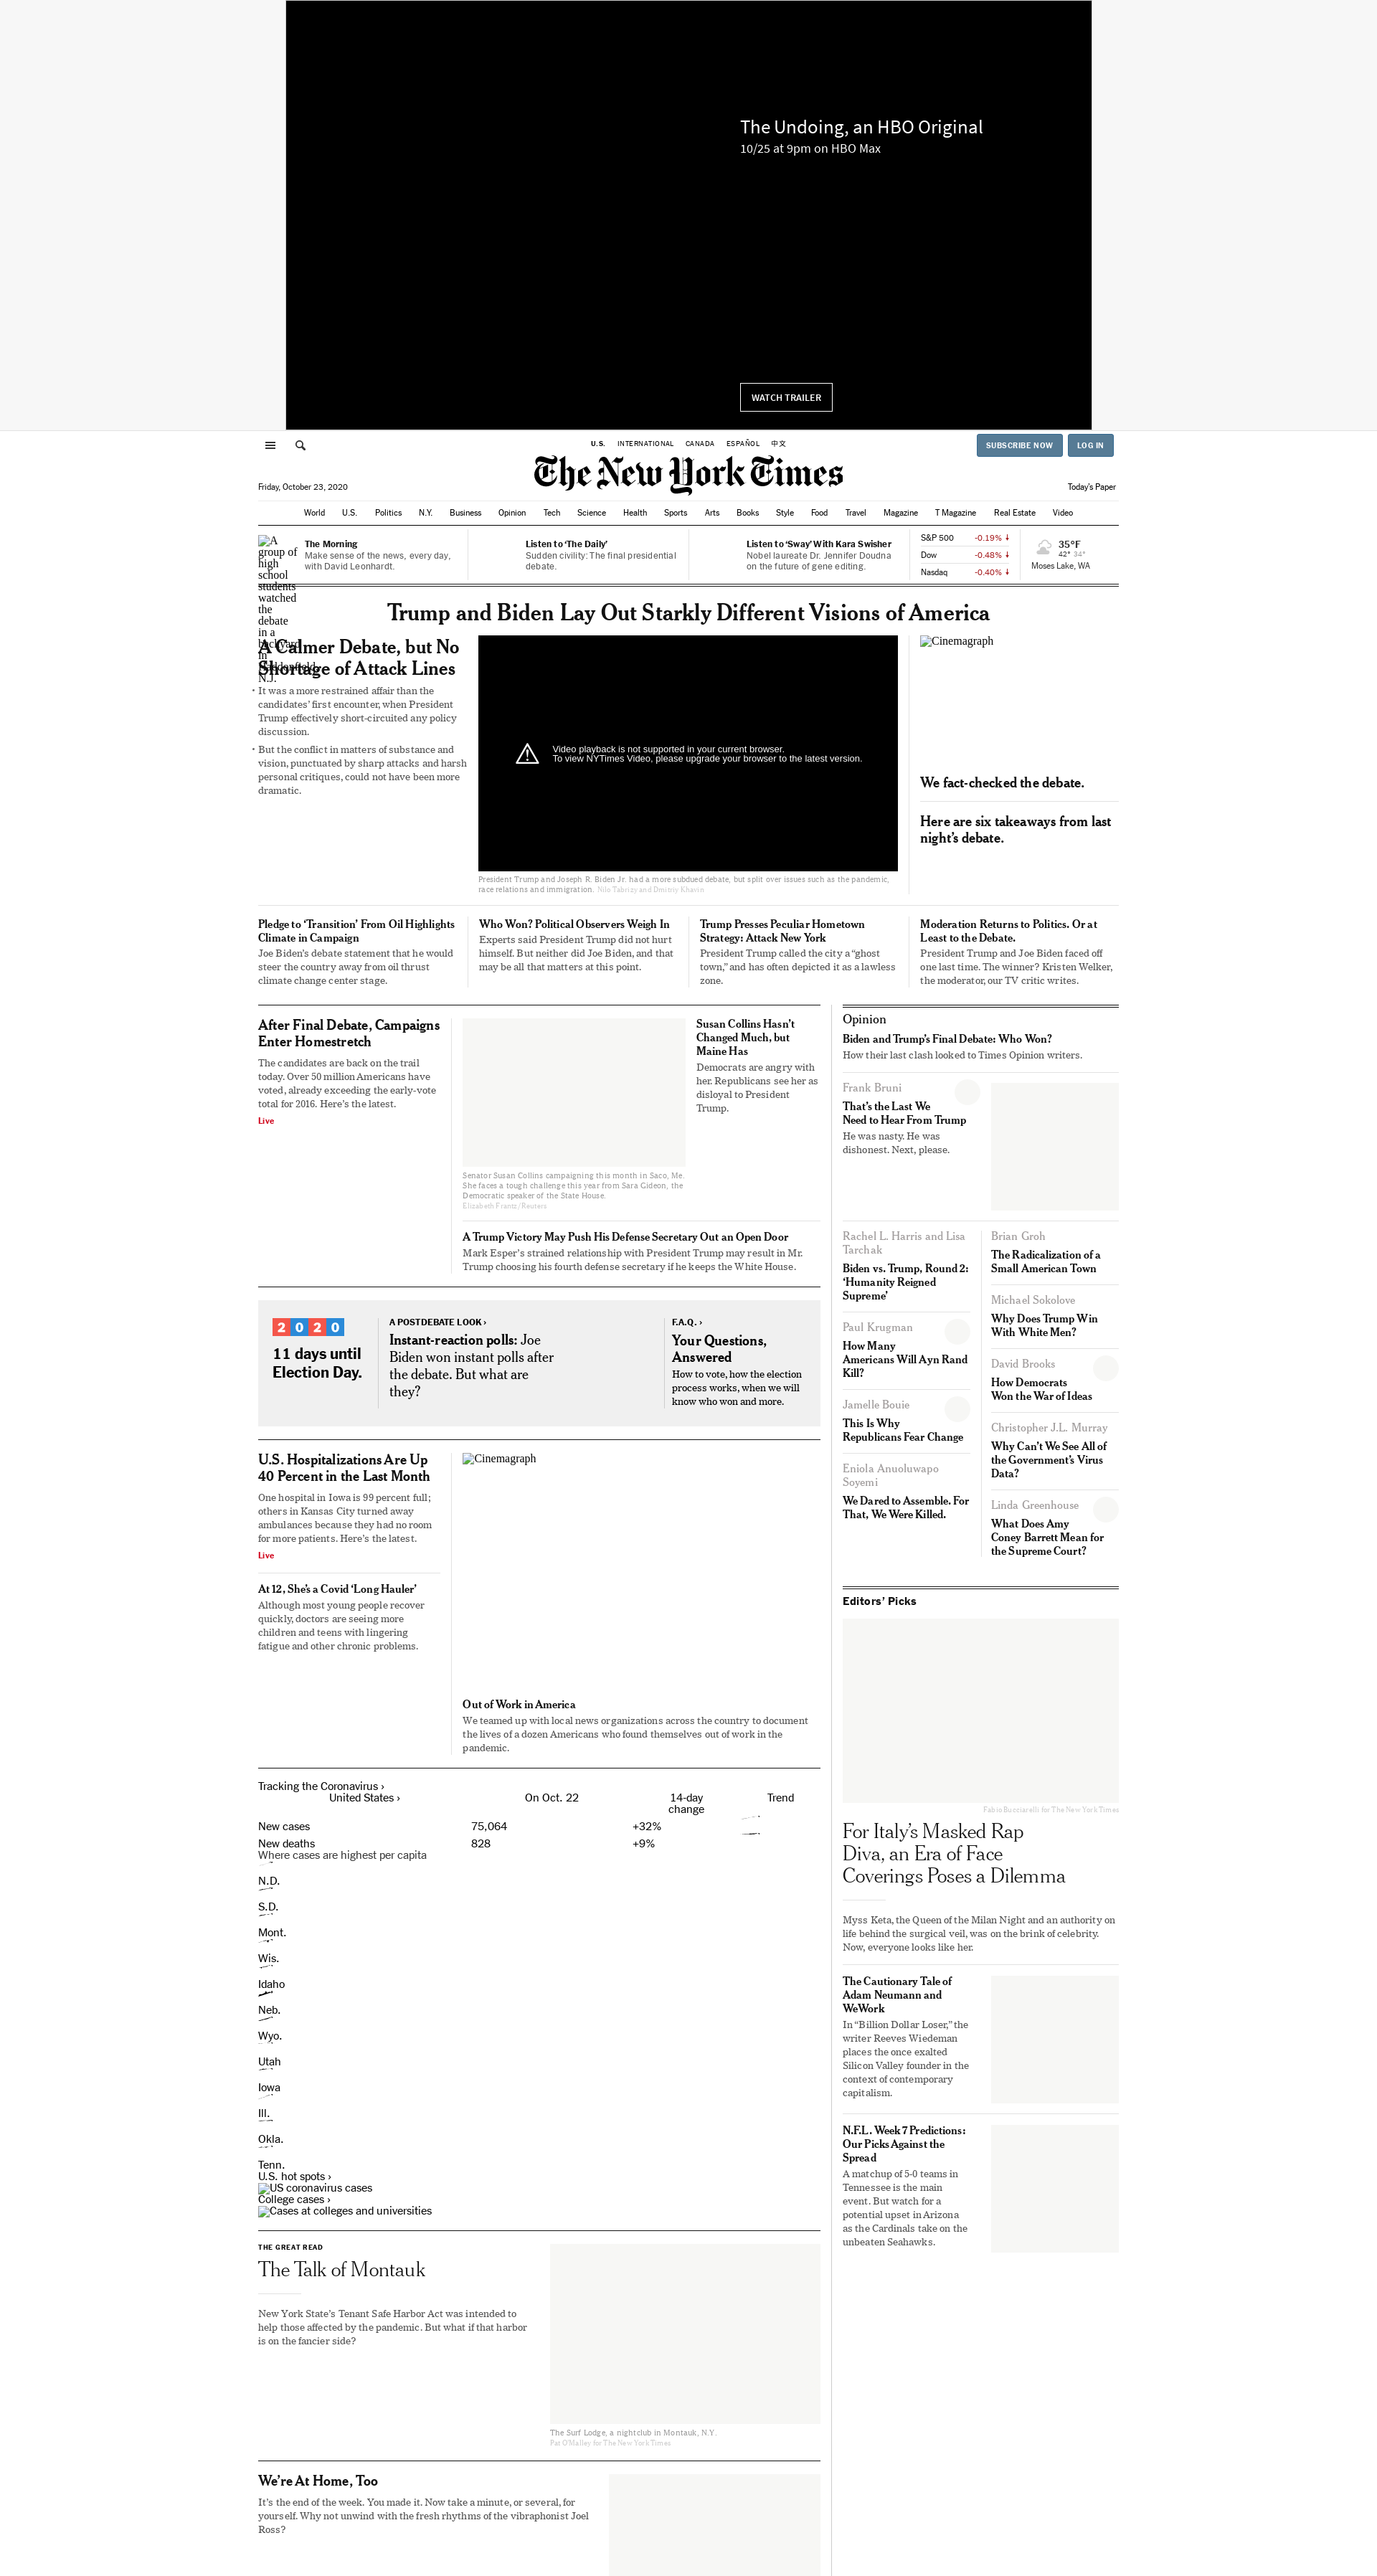 The Undoing, an HBO Original
10/25 at 9pm on HBO Max
WATCH TRAILER
U.S. INTERNATIONAL CANADA ESPAÑOL 中文
SUBSCRIBE NOW
LOG IN
The New York Times
Friday, October 23, 2020
Today's Paper
World U.S. Politics N.Y. Business Opinion Tech Science Health Sports Arts Books Style Food Travel Magazine T Magazine Real Estate Video
A
group of
high
school
students
watched
the
debate
in a
backyard
in
Haddonfield,
N.J.
The Morning
Make sense of the news, every day,
with David Leonhardt.
Listen to ‘The Daily’
Sudden civility: The final presidential
debate.
Listen to ‘Sway’ With Kara Swisher
Nobel laureate Dr. Jennifer Doudna
on the future of gene editing.
S&P 500 -0.19% ↓
Dow -0.48% ↓
Nasdaq -0.40% ↓
35°F
42° 34°
Moses Lake, WA
Trump and Biden Lay Out Starkly Different Visions of America
A Calmer Debate, but No
Shortage of Attack Lines
• It was a more restrained affair than the
candidates’ first encounter, when President
Trump effectively short-circuited any policy
discussion.
• But the conflict in matters of substance and
vision, punctuated by sharp attacks and harsh
personal critiques, could not have been more
dramatic.
Video playback is not supported in your current browser.
To view NYTimes Video, please upgrade your browser to the latest version.
President Trump and Joseph R. Biden Jr. had a more subdued debate, but split over issues such as the pandemic,
race relations and immigration. Nilo Tabrizy and Dmitriy Khavin
Cinemagraph
We fact-checked the debate.
Here are six takeaways from last
night’s debate.
Pledge to ‘Transition’ From Oil Highlights
Climate in Campaign
Joe Biden’s debate statement that he would
steer the country away from oil thrust
climate change center stage.
Who Won? Political Observers Weigh In
Experts said President Trump did not hurt
himself. But neither did Joe Biden, and that
may be all that matters at this point.
Trump Presses Peculiar Hometown
Strategy: Attack New York
President Trump called the city a “ghost
town,” and has often depicted it as a lawless
zone.
Moderation Returns to Politics. Or at
Least to the Debate.
President Trump and Joe Biden faced off
one last time. The winner? Kristen Welker,
the moderator, our TV critic writes.
After Final Debate, Campaigns
Enter Homestretch
The candidates are back on the trail
today. Over 50 million Americans have
voted, already exceeding the early-vote
total for 2016. Here’s the latest.
Live
Senator Susan Collins campaigning this month in Saco, Me.
She faces a tough challenge this year from Sara Gideon, the
Democratic speaker of the State House.
Elizabeth Frantz/Reuters
Susan Collins Hasn’t
Changed Much, but
Maine Has
Democrats are angry with
her. Republicans see her as
disloyal to President
Trump.
A Trump Victory May Push His Defense Secretary Out an Open Door
Mark Esper’s strained relationship with President Trump may result in Mr.
Trump choosing his fourth defense secretary if he keeps the White House.
2020
11 days until
Election Day.
A POSTDEBATE LOOK ›
Instant-reaction polls: Joe
Biden won instant polls after
the debate. But what are
they?
F.A.Q. ›
Your Questions,
Answered
How to vote, how the election
process works, when we will
know who won and more.
U.S. Hospitalizations Are Up
40 Percent in the Last Month
One hospital in Iowa is 99 percent full;
others in Kansas City turned away
ambulances because they had no room
for more patients. Here’s the latest.
Live
At 12, She’s a Covid ‘Long Hauler’
Although most young people recover
quickly, doctors are seeing more
children and teens with lingering
fatigue and other chronic problems.
Cinemagraph
Out of Work in America
We teamed up with local news organizations across the country to document
the lives of a dozen Americans who found themselves out of work in the
pandemic.
Tracking the Coronavirus ›
United States › On Oct. 22 14-day
change Trend
New cases 75,064 +32%
New deaths 828 +9%
Where cases are highest per capita
N.D.
S.D.
Mont.
Wis.
Idaho
Neb.
Wyo.
Utah
Iowa
Ill.
Okla.
Tenn.
U.S. hot spots ›
US coronavirus cases
College cases ›
Cases at colleges and universities
THE GREAT READ
The Talk of Montauk
New York State’s Tenant Safe Harbor Act was intended to
help those affected by the pandemic. But what if that harbor
is on the fancier side?
The Surf Lodge, a nightclub in Montauk, N.Y.
Pat O'Malley for The New York Times
We’re At Home, Too
It’s the end of the week. You made it. Now take a minute, or several, for
yourself. Why not unwind with the fresh rhythms of the vibraphonist Joel
Ross?
Opinion
Biden and Trump’s Final Debate: Who Won?
How their last clash looked to Times Opinion writers.
Frank Bruni
That’s the Last We
Need to Hear From Trump
He was nasty. He was
dishonest. Next, please.
Rachel L. Harris and Lisa
Tarchak
Biden vs. Trump, Round 2:
‘Humanity Reigned
Supreme’
Paul Krugman
How Many
Americans Will Ayn Rand
Kill?
Jamelle Bouie
This Is Why
Republicans Fear Change
Eniola Anuoluwapo
Soyemi
We Dared to Assemble. For
That, We Were Killed.
Brian Groh
The Radicalization of a
Small American Town
Michael Sokolove
Why Does Trump Win
With White Men?
David Brooks
How Democrats
Won the War of Ideas
Christopher J.L. Murray
Why Can’t We See All of
the Government’s Virus
Data?
Linda Greenhouse
What Does Amy
Coney Barrett Mean for
the Supreme Court?
Editors’ Picks
Fabio Bucciarelli for The New York Times
For Italy’s Masked Rap
Diva, an Era of Face
Coverings Poses a Dilemma
Myss Keta, the Queen of the Milan Night and an authority on
life behind the surgical veil, was on the brink of celebrity.
Now, everyone looks like her.
The Cautionary Tale of
Adam Neumann and
WeWork
In “Billion Dollar Loser,” the
writer Reeves Wiedeman
places the once exalted
Silicon Valley founder in the
context of contemporary
capitalism.
N.F.L. Week 7 Predictions:
Our Picks Against the
Spread
A matchup of 5-0 teams in
Tennessee is the main
event. But watch for a
potential upset in Arizona
as the Cardinals take on the
unbeaten Seahawks.